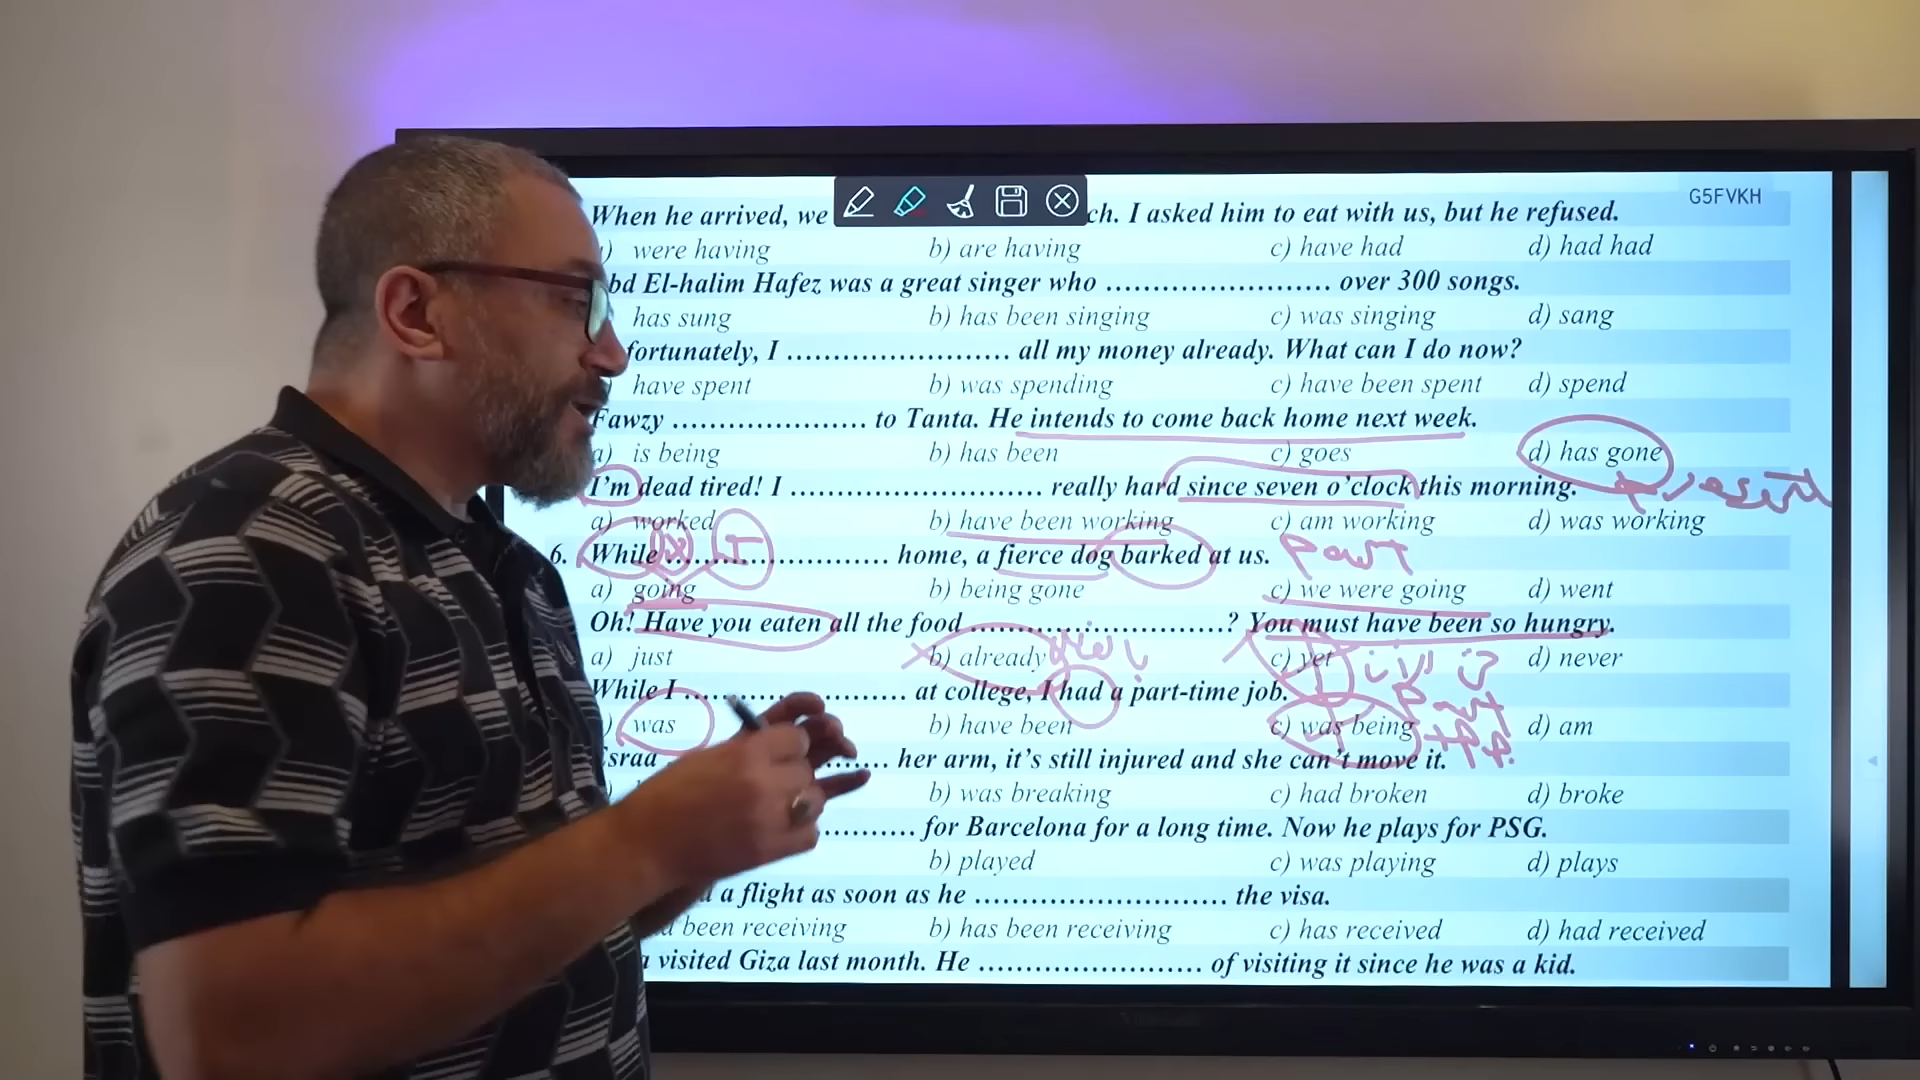 G5FVKH
When he arrived, we ch. I asked him to eat with us, but he refused.
) were having b) are having c) have had d) had had
bd El-halim Hafez was a great singer who ........................ over 300 songs.
has sung b) has been singing c) was singing d) sang
fortunately, I ........................ all my money already. What can I do now?
have spent b) was spending c) have been spent d) spend
Fawzy ..................... to Tanta. He intends to come back home next week.
a) is being b) has been c) goes d) has gone
I'm dead tired! I ........................... really hard since seven o'clock this morning.
a) worked b) have been working c) am working d) was working
6. While ........................ home, a fierce dog barked at us. past
a) going b) being gone c) we were going d) went
Oh! Have you eaten all the food ...........................? You must have been so hungry.
a) just b) already c) yet d) never
While I ........................ at college, I had a part-time job.
) was b) have been c) was being d) am
Esraa ........................ her arm, it's still injured and she can't move it.
b) was breaking c) had broken d) broke
.......... for Barcelona for a long time. Now he plays for PSG.
b) played c) was playing d) plays
a flight as soon as he ........................... the visa.
been receiving b) has been receiving c) has received d) had received
a visited Giza last month. He ........................ of visiting it since he was a kid.